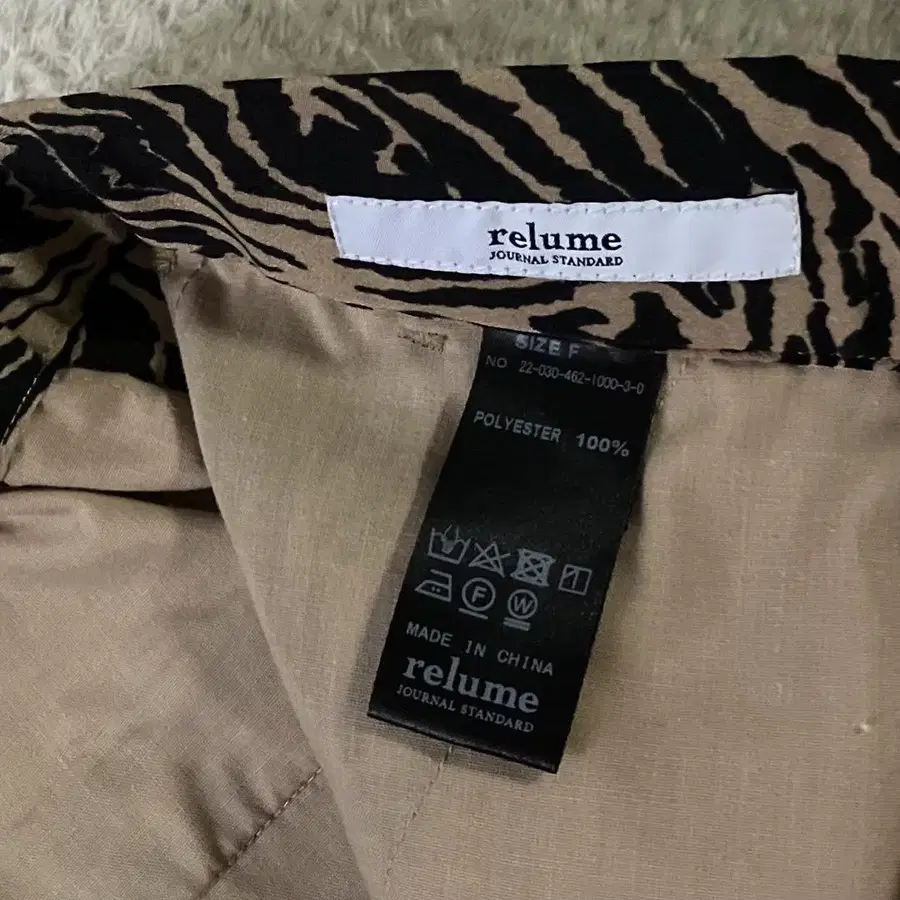 relume
JOURNAL STANDARD
SIZE F
NO 22-030-462-1000-3-0
POLYESTER 100%
F W
MADE IN CHINA
relume
JOURNAL STANDARD